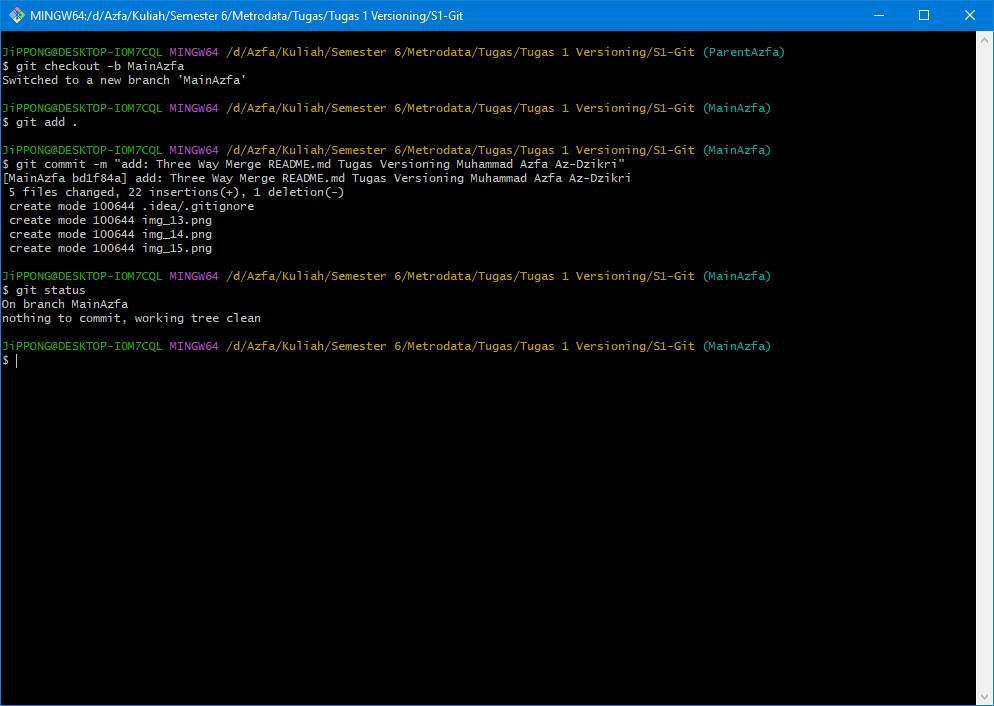 MINGW64:/d/Azfa/Kuliah/Semester 6/Metrodata/Tugas/Tugas 1 Versioning/S1-Git
JiPPONG@DESKTOP-IOM7CQL MINGW64 /d/Azfa/Kuliah/Semester 6/Metrodata/Tugas/Tugas 1 Versioning/S1-Git (ParentAzfa)
$ git checkout -b MainAzfa
Switched to a new branch 'MainAzfa'
JiPPONG@DESKTOP-IOM7CQL MINGW64 /d/Azfa/Kuliah/Semester 6/Metrodata/Tugas/Tugas 1 Versioning/S1-Git (MainAzfa)
$ git add .
JiPPONG@DESKTOP-IOM7CQL MINGW64 /d/Azfa/Kuliah/Semester 6/Metrodata/Tugas/Tugas 1 Versioning/S1-Git (MainAzfa)
$ git commit -m "add: Three Way Merge README.md Tugas Versioning Muhammad Azfa Az-Dzikri"
[MainAzfa bd1f84a] add: Three Way Merge README.md Tugas Versioning Muhammad Azfa Az-Dzikri
 5 files changed, 22 insertions(+), 1 deletion(-)
 create mode 100644 .idea/.gitignore
 create mode 100644 img_13.png
 create mode 100644 img_14.png
 create mode 100644 img_15.png
JiPPONG@DESKTOP-IOM7CQL MINGW64 /d/Azfa/Kuliah/Semester 6/Metrodata/Tugas/Tugas 1 Versioning/S1-Git (MainAzfa)
$ git status
On branch MainAzfa
nothing to commit, working tree clean
JiPPONG@DESKTOP-IOM7CQL MINGW64 /d/Azfa/Kuliah/Semester 6/Metrodata/Tugas/Tugas 1 Versioning/S1-Git (MainAzfa)
$